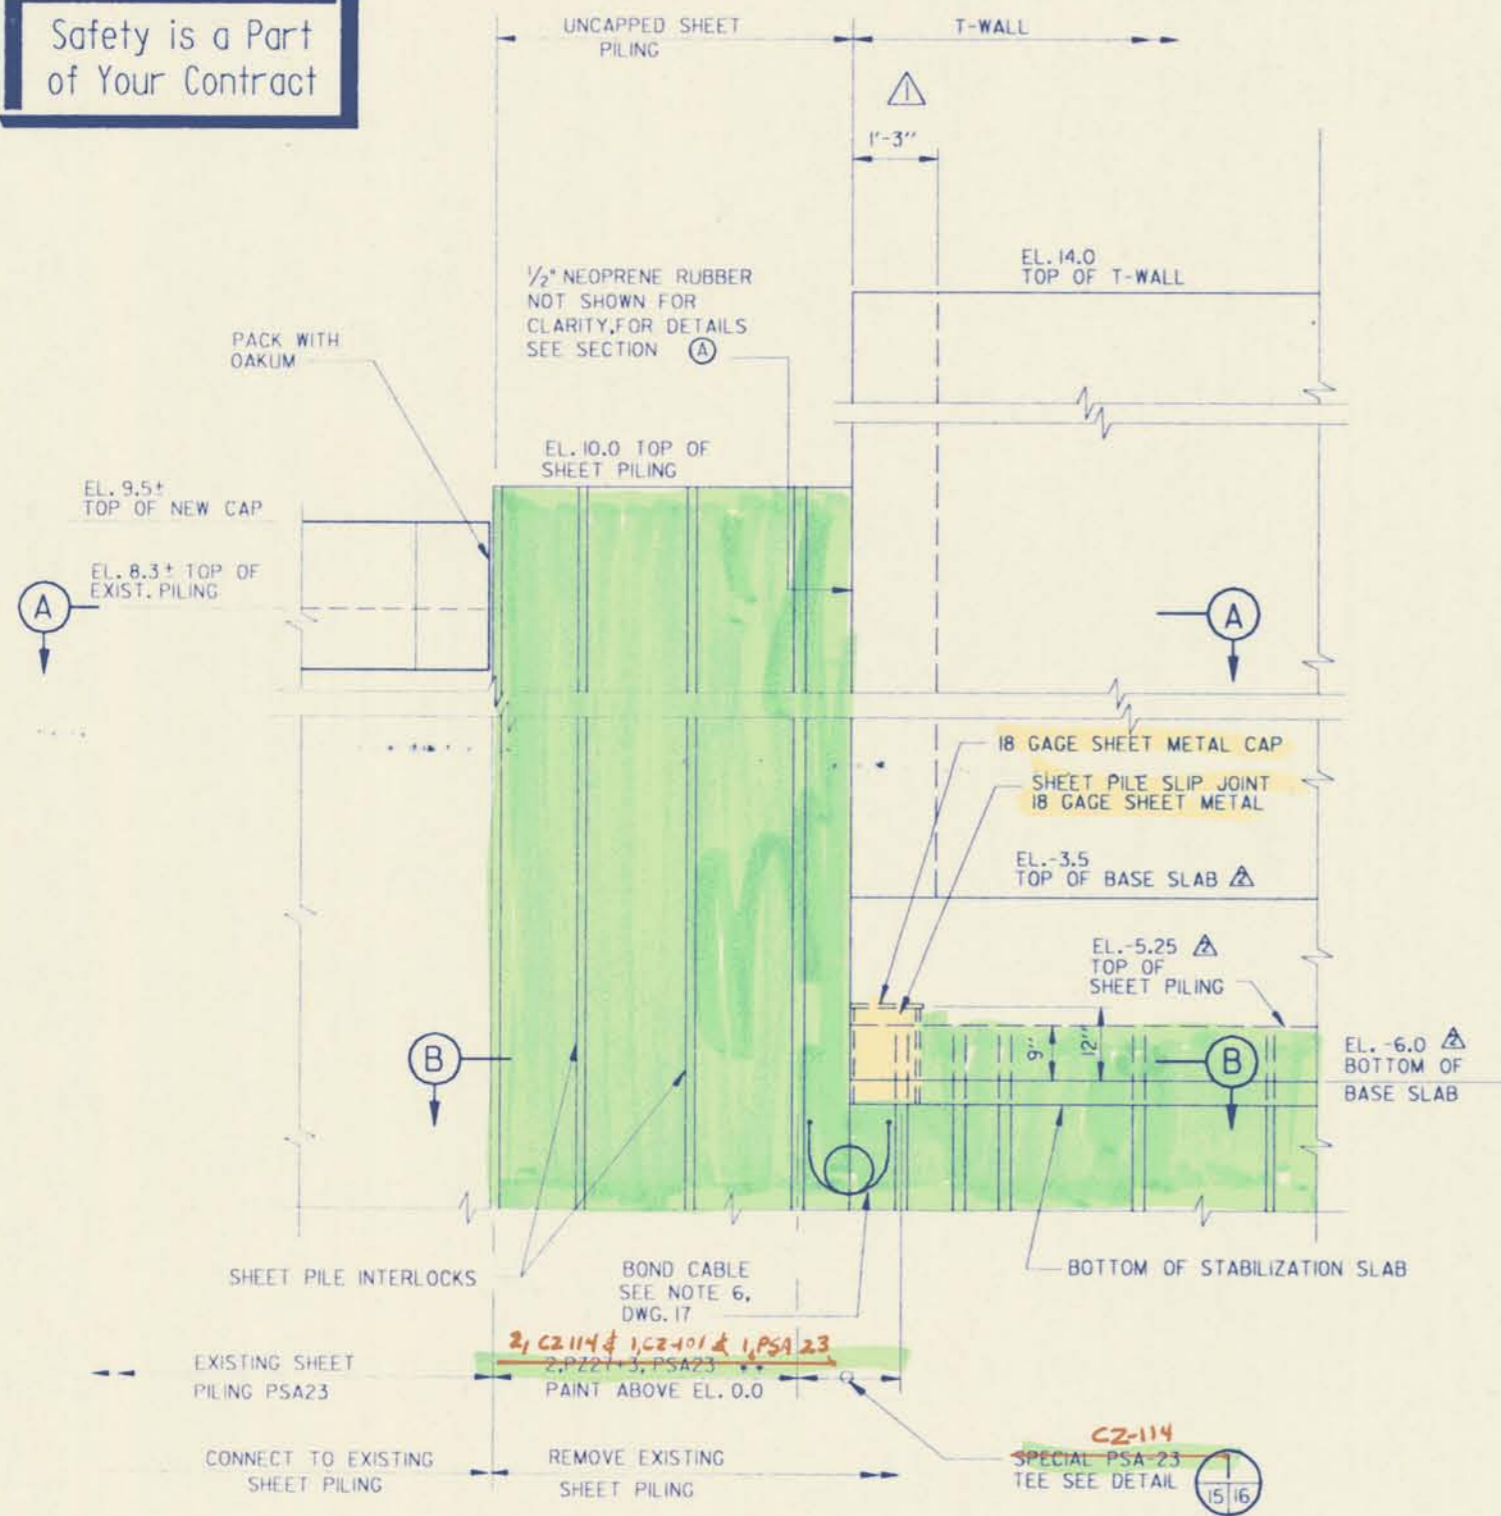 Safety is a Part
of Your Contract
UNCAPPED SHEET
PILING
T-WALL
1
1'-3"
EL. 14.0
TOP OF T-WALL
1/2" NEOPRENE RUBBER
NOT SHOWN FOR
CLARITY, FOR DETAILS
SEE SECTION A
PACK WITH
OAKUM
EL. 10.0 TOP OF
SHEET PILING
EL. 9.5±
TOP OF NEW CAP
EL. 8.3± TOP OF
EXIST. PILING
A
A
18 GAGE SHEET METAL CAP
SHEET PILE SLIP JOINT
18 GAGE SHEET METAL
EL.-3.5
TOP OF BASE SLAB 2
EL.-5.25 2
TOP OF
SHEET PILING
9"
12"
B
B
EL. -6.0 2
BOTTOM OF
BASE SLAB
SHEET PILE INTERLOCKS
BOND CABLE
SEE NOTE 6,
DWG. 17
BOTTOM OF STABILIZATION SLAB
2, CZ 114 & 1, CZ-101 & 1, PSA 23
2,PZ27+3, PSA23 **
PAINT ABOVE EL. 0.0
EXISTING SHEET
PILING PSA23
CZ-114
SPECIAL PSA-23
TEE SEE DETAIL
1
15 16
CONNECT TO EXISTING
SHEET PILING
REMOVE EXISTING
SHEET PILING